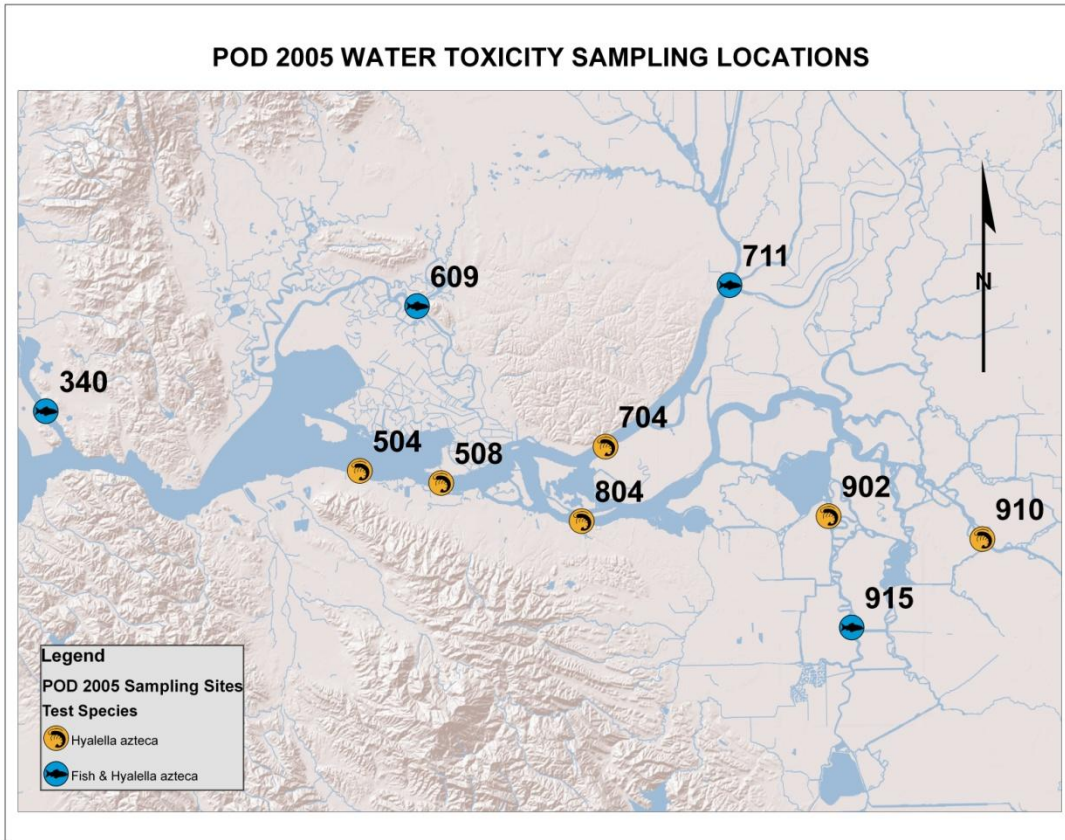 POD 2005 WATER TOXICITY SAMPLING LOCATIONS
711
N
609
340
704
504
508
804
902
910
915
Legend
POD 2005 Sampling Sites
Test Species
Hyalella azteca
Fish & Hyalella azteca